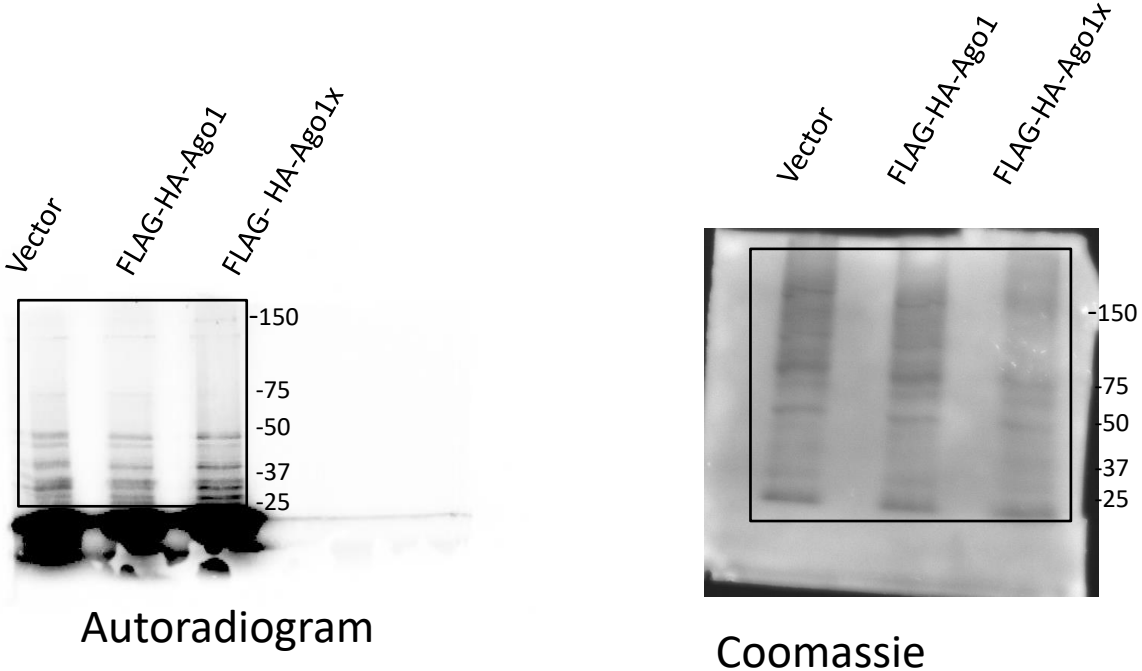 Vector
FLAG-HA-Ago1
FLAG- HA-Ago1x
-150
-75
-50
-37
-25
Autoradiogram
Vector
FLAG-HA-Ago1
FLAG-HA-Ago1x
-150
-75
-50
-37
-25
Coomassie